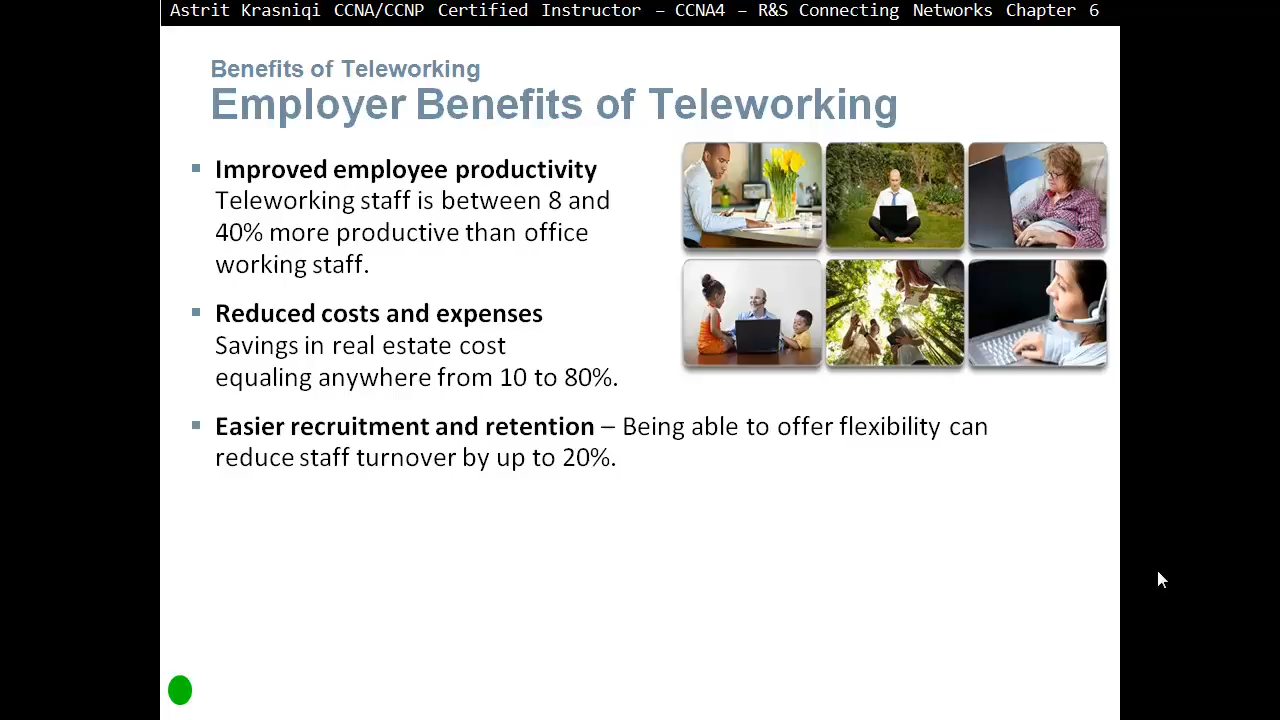 Astrit Krasniqi CCNA/CCNP Certified Instructor – CCNA4 – R&S Connecting Networks Chapter 6
Benefits of Teleworking
Employer Benefits of Teleworking
Improved employee productivity
Teleworking staff is between 8 and
40% more productive than office
working staff.
Reduced costs and expenses
Savings in real estate cost
equaling anywhere from 10 to 80%.
Easier recruitment and retention – Being able to offer flexibility can
reduce staff turnover by up to 20%.